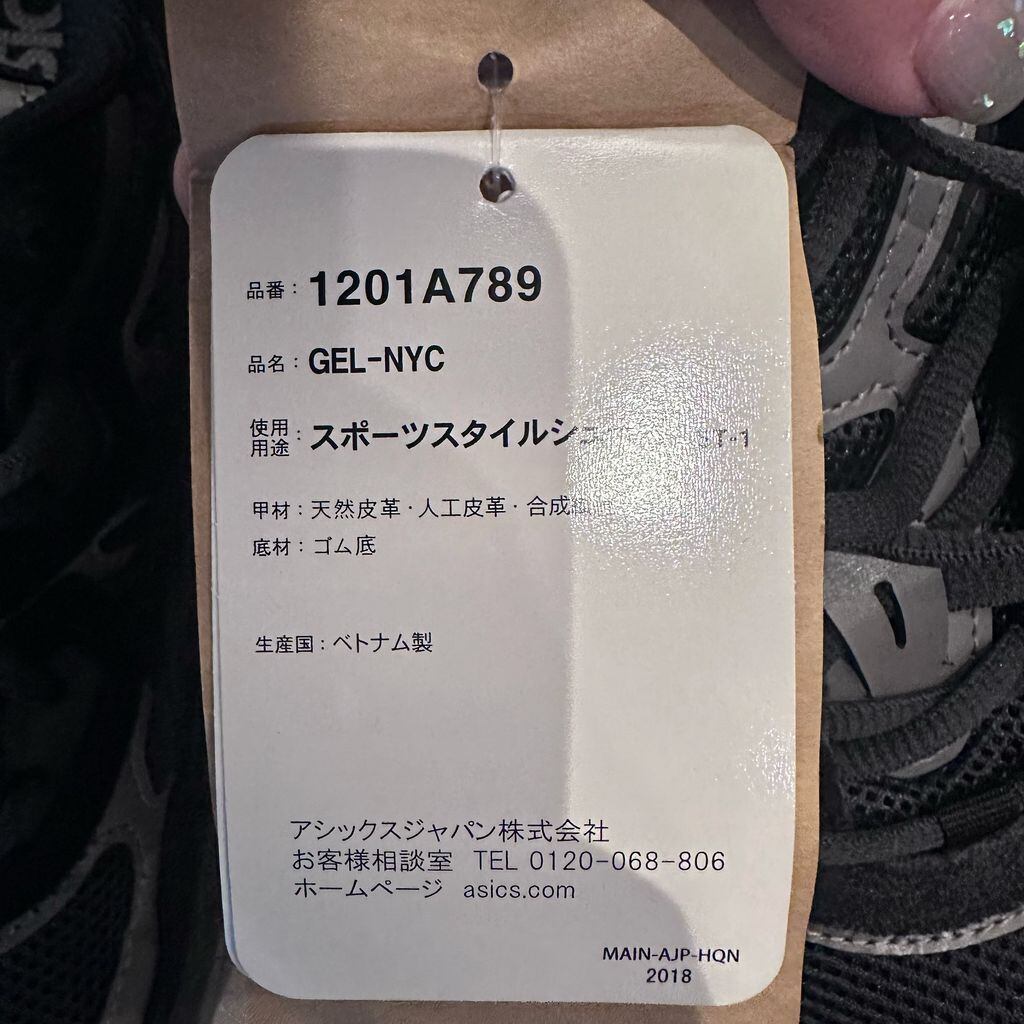 品番：1201A789
品名：GEL-NYC
使用用途：スポーツスタイルシ
甲材：天然皮革・人工皮革・合成
底材：ゴム底
生産国：ベトナム製
アシックスジャパン株式会社
お客様相談室 TEL 0120-068-806
ホームページ asics.com
MAIN-AJP-HQN
2018